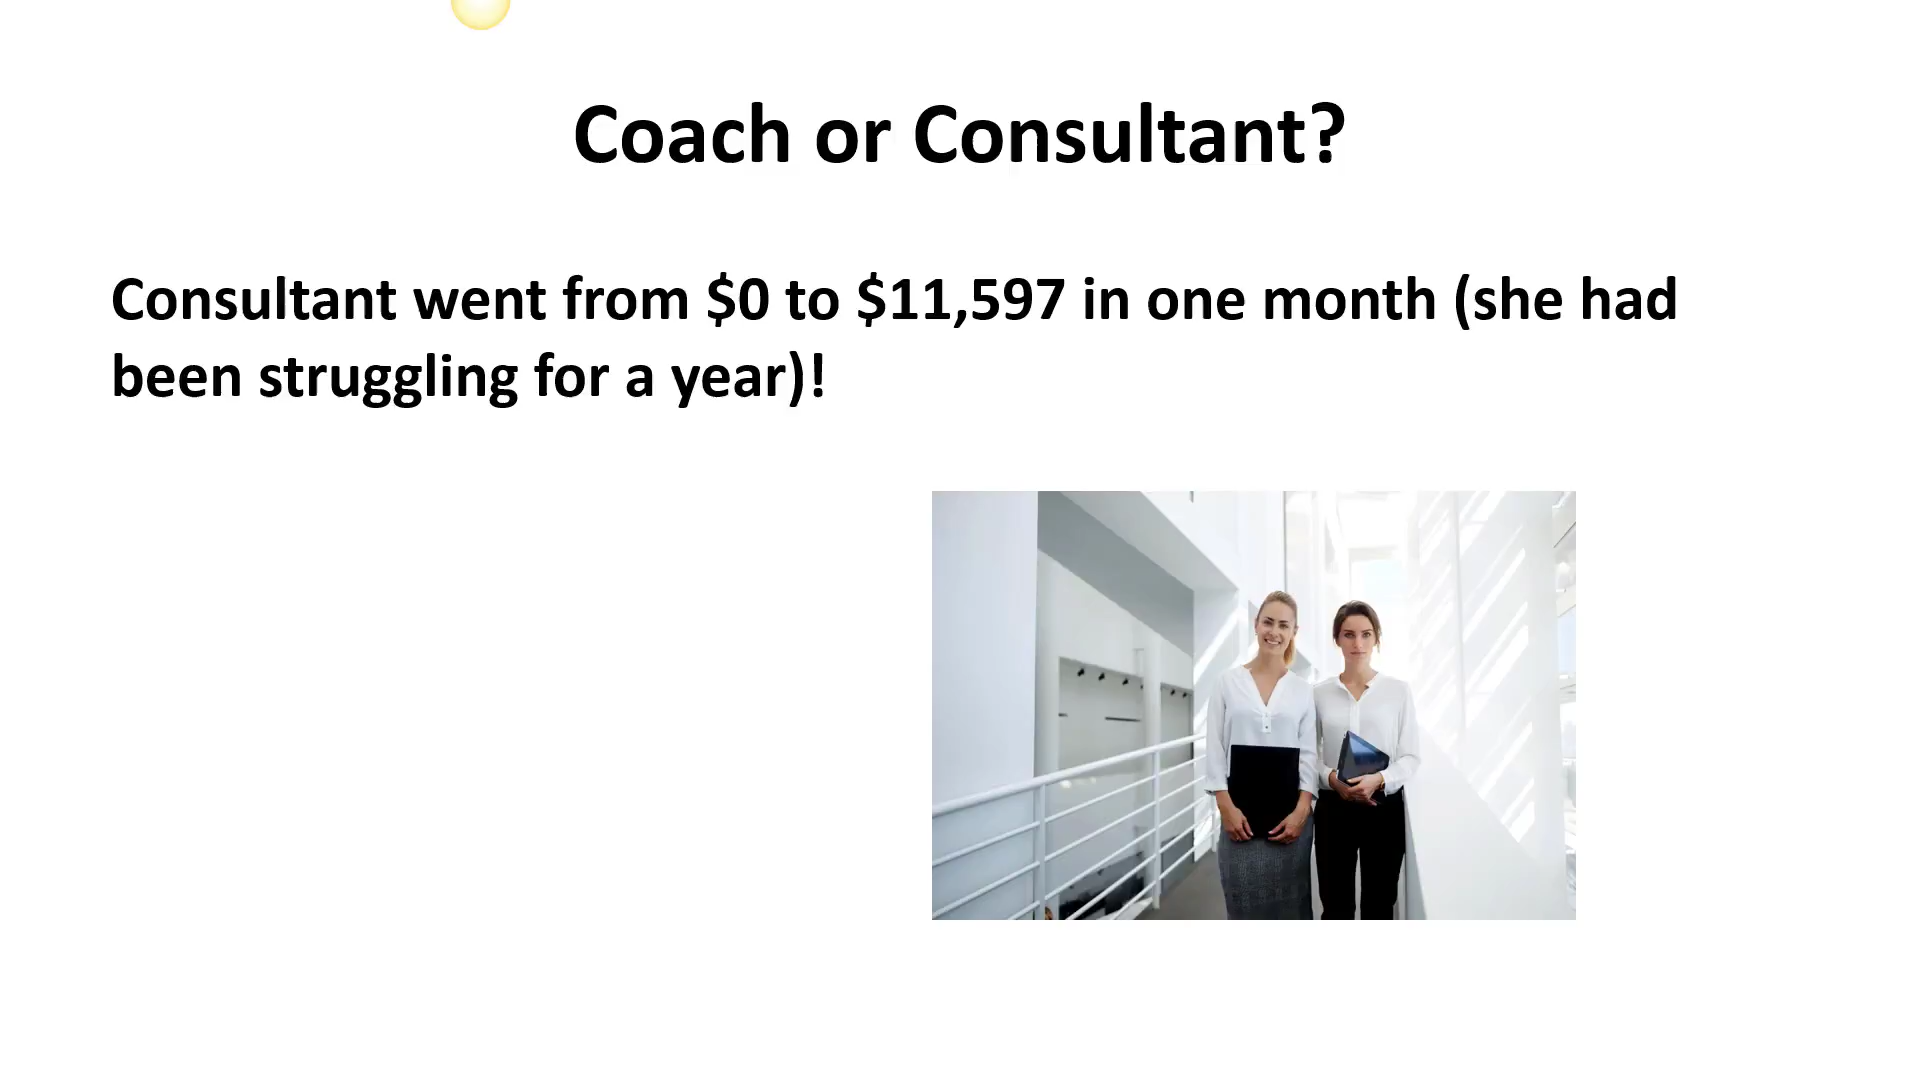 Coach or Consultant?
Consultant went from $0 to $11,597 in one month (she had
been struggling for a year)!